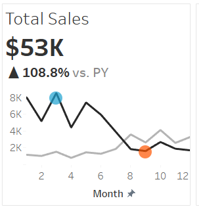 Total Sales
$53K
▲ 108.8% vs. PY
8K
6K
4K
2K
2 4 6 8 10 12
Month